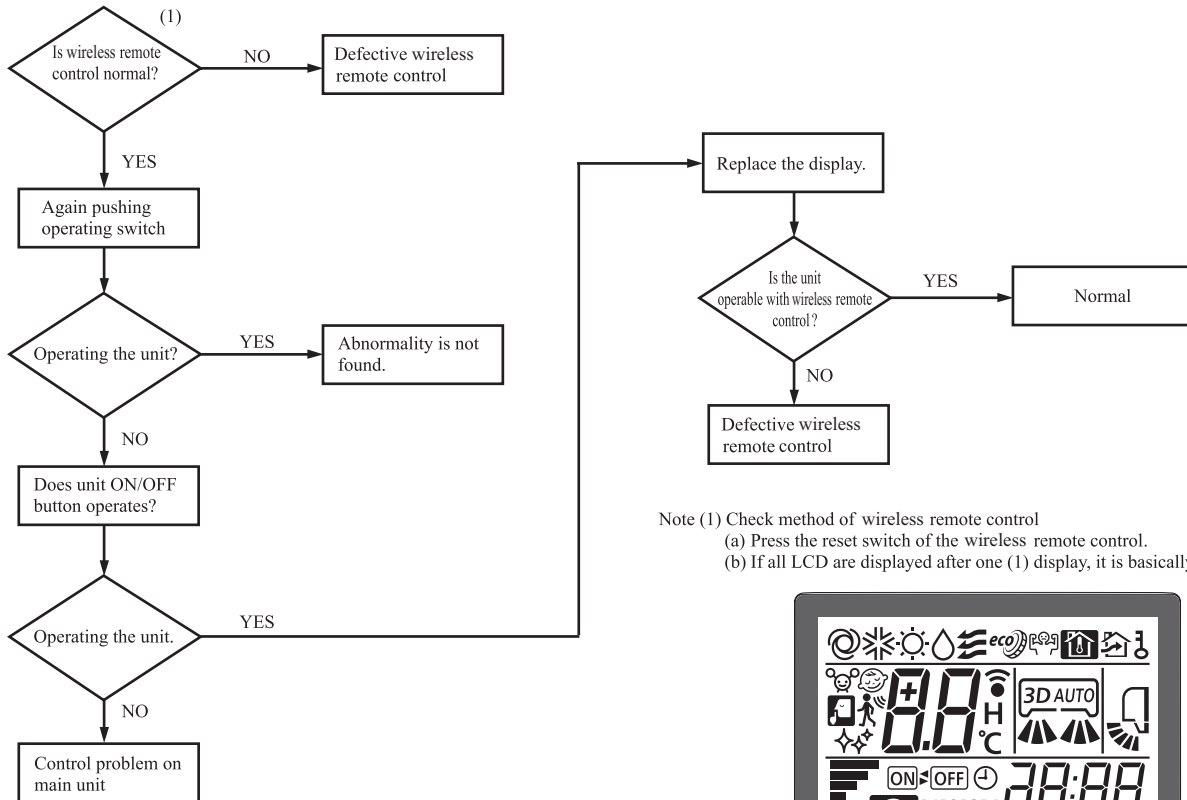 (1)
Is wireless remote
control normal?
NO
Defective wireless
remote control
YES
Again pushing
operating switch
Operating the unit?
YES
Abnormality is not
found.
NO
Does unit ON/OFF
button operates?
Operating the unit.
YES
NO
Control problem on
main unit
Replace the display.
Is the unit
operable with wireless remote
control ?
YES
Normal
NO
Defective wireless
remote control
Note (1) Check method of wireless remote control
(a) Press the reset switch of the wireless remote control.
(b) If all LCD are displayed after one (1) display, it is basically
eco
+
8.8
H
°C
3D AUTO
ON
OFF